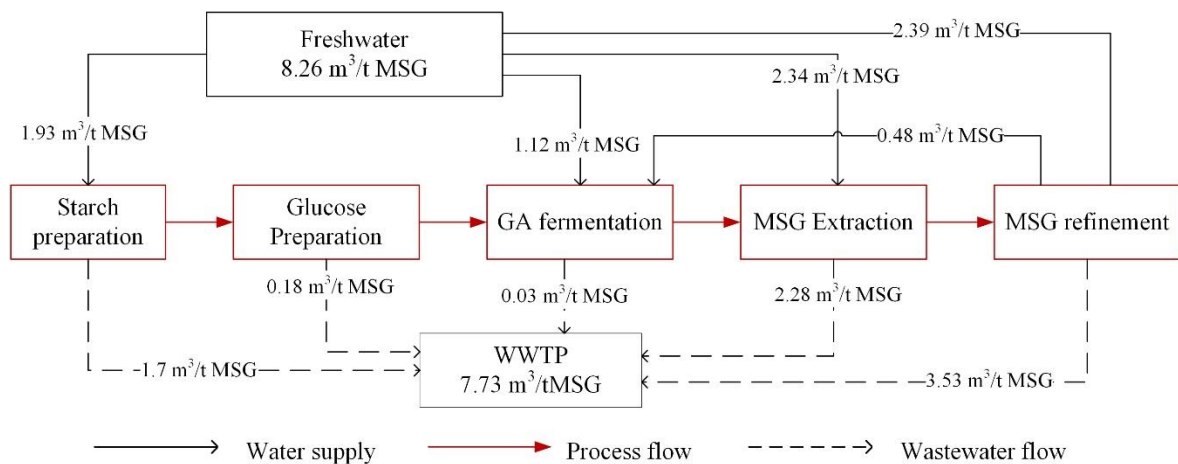 Freshwater
8.26 m³/t MSG
2.39 m³/t MSG
2.34 m³/t MSG
1.93 m³/t MSG
1.12 m³/t MSG
0.48 m³/t MSG
Starch
preparation
Glucose
Preparation
GA fermentation
MSG Extraction
MSG refinement
0.18 m³/t MSG
0.03 m³/t MSG
2.28 m³/t MSG
WWTP
7.73 m³/tMSG
1.7 m³/t MSG
3.53 m³/t MSG
Water supply
Process flow
Wastewater flow